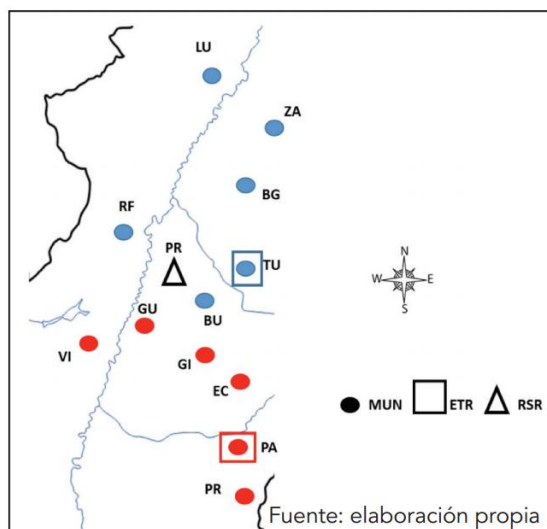 LU
ZA
BG
RF
PR
TU
N
W E
S
GU
BU
VI
GI
EC
MUN ETR RSR
PA
PR
Fuente: elaboración propia